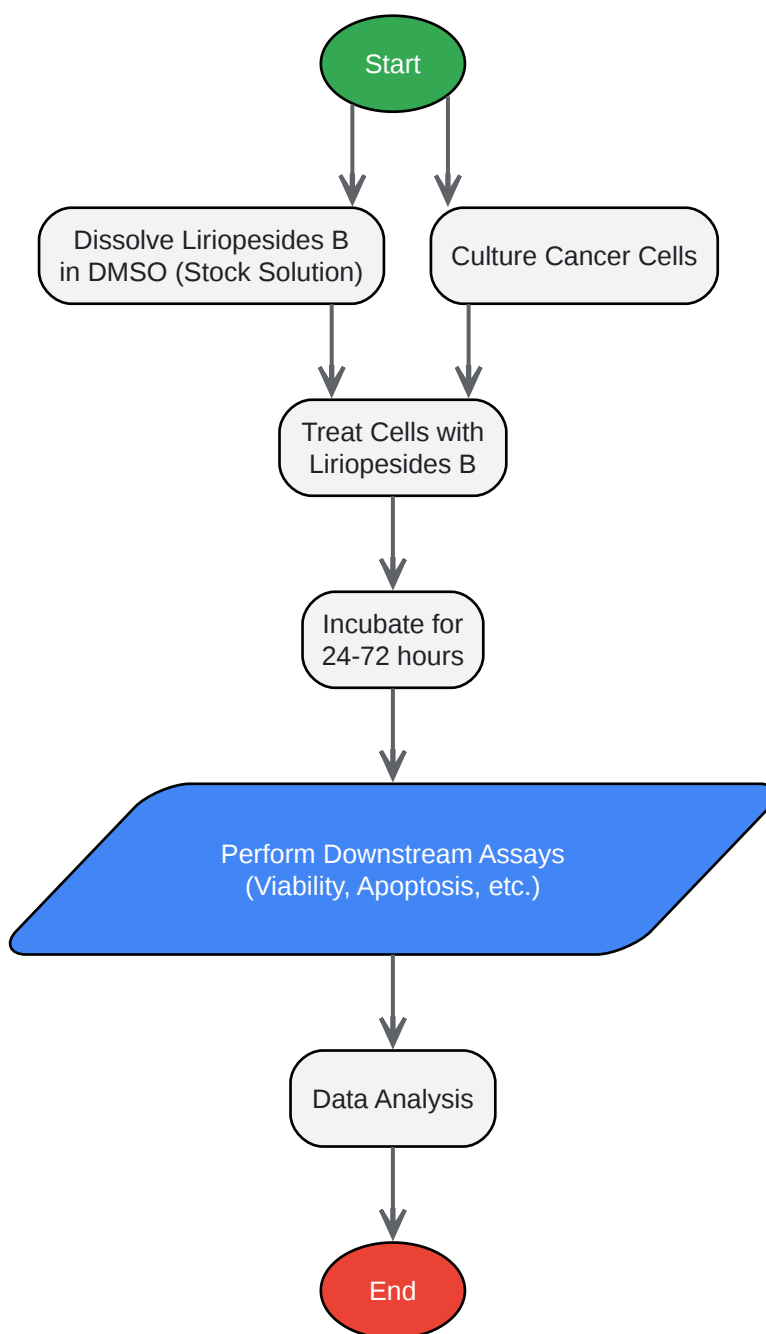 Start
Dissolve Liriopesides B
in DMSO (Stock Solution)
Culture Cancer Cells
Treat Cells with
Liriopesides B
Incubate for
24-72 hours
Perform Downstream Assays
(Viability, Apoptosis, etc.)
Data Analysis
End